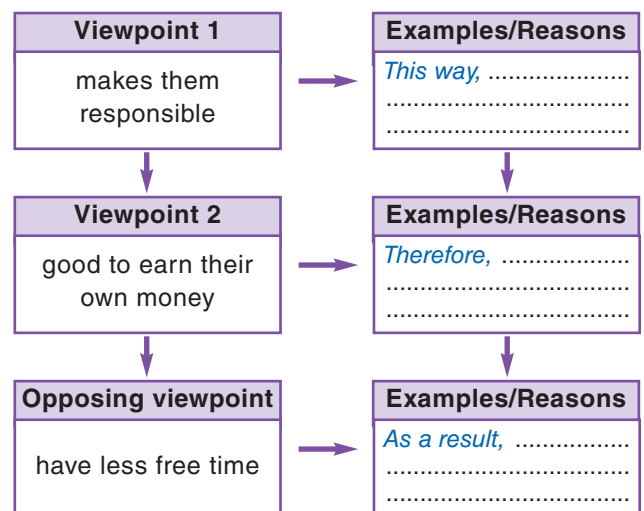 Viewpoint 1
makes them
responsible
Examples/Reasons
This way, .....................
....................................
....................................
Viewpoint 2
good to earn their
own money
Examples/Reasons
Therefore, ...................
....................................
....................................
Opposing viewpoint
have less free time
Examples/Reasons
As a result, .................
....................................
....................................